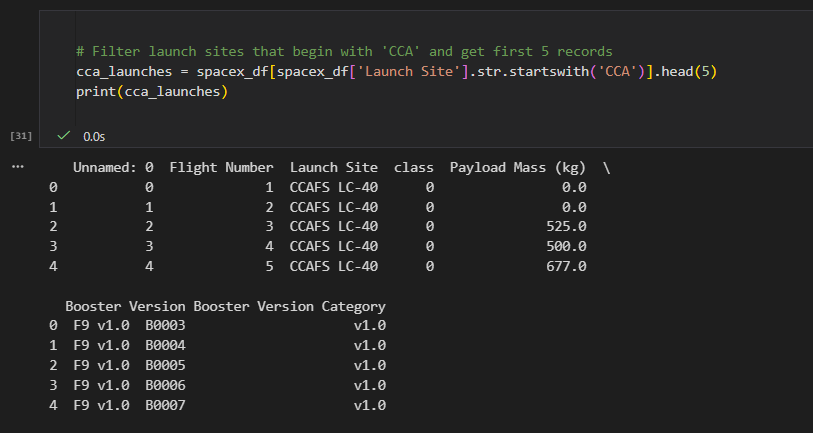 # Filter launch sites that begin with 'CCA' and get first 5 records
cca_launches = spacex_df[spacex_df['Launch Site'].str.startswith('CCA')].head(5)
print(cca_launches)
[31] ✓ 0.0s
... Unnamed: 0  Flight Number  Launch Site  class  Payload Mass (kg)  \
0           0              1  CCAFS LC-40      0                0.0
1           1              2  CCAFS LC-40      0                0.0
2           2              3  CCAFS LC-40      0              525.0
3           3              4  CCAFS LC-40      0              500.0
4           4              5  CCAFS LC-40      0              677.0
Booster Version Booster Version Category
0  F9 v1.0  B0003                     v1.0
1  F9 v1.0  B0004                     v1.0
2  F9 v1.0  B0005                     v1.0
3  F9 v1.0  B0006                     v1.0
4  F9 v1.0  B0007                     v1.0